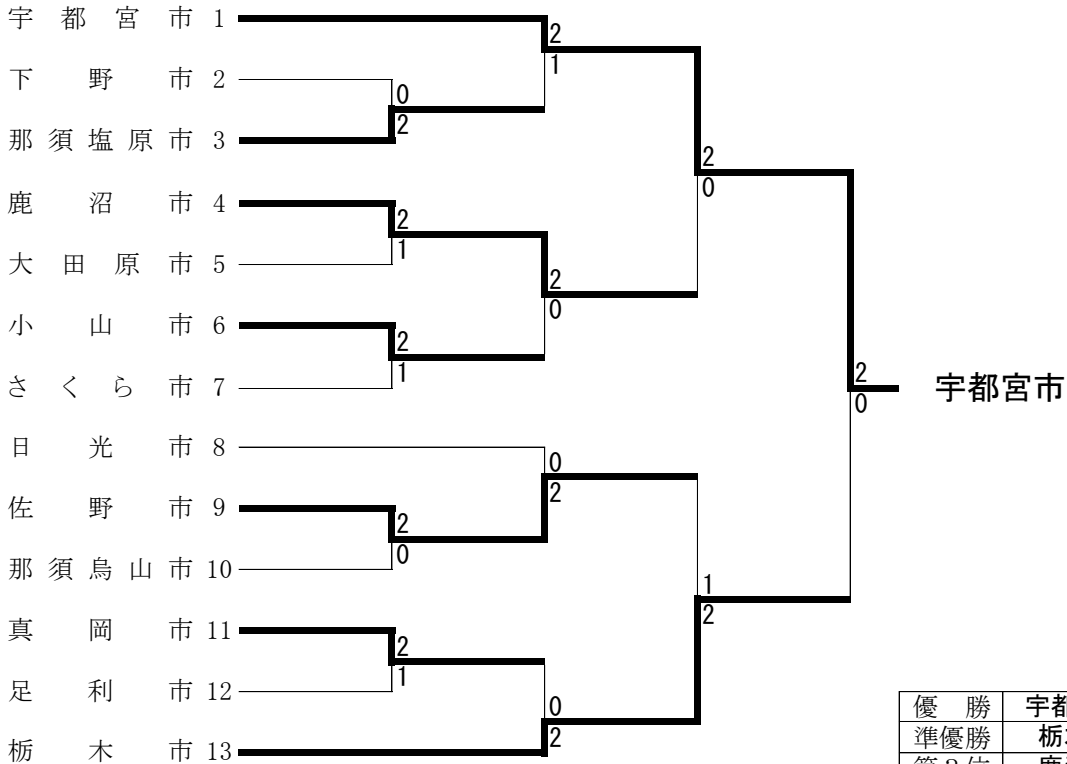 宇都宮市 1
2
1
下野市 2
0
2
那須塩原市 3
2
0
鹿沼市 4
2
1
大田原市 5
2
0
小山市 6
2
1
さくら市 7
2
0
宇都宮市
日光市 8
0
2
佐野市 9
2
0
那須烏山市 10
1
2
真岡市 11
2
1
足利市 12
0
2
栃木市 13
優勝 宇都
準優勝